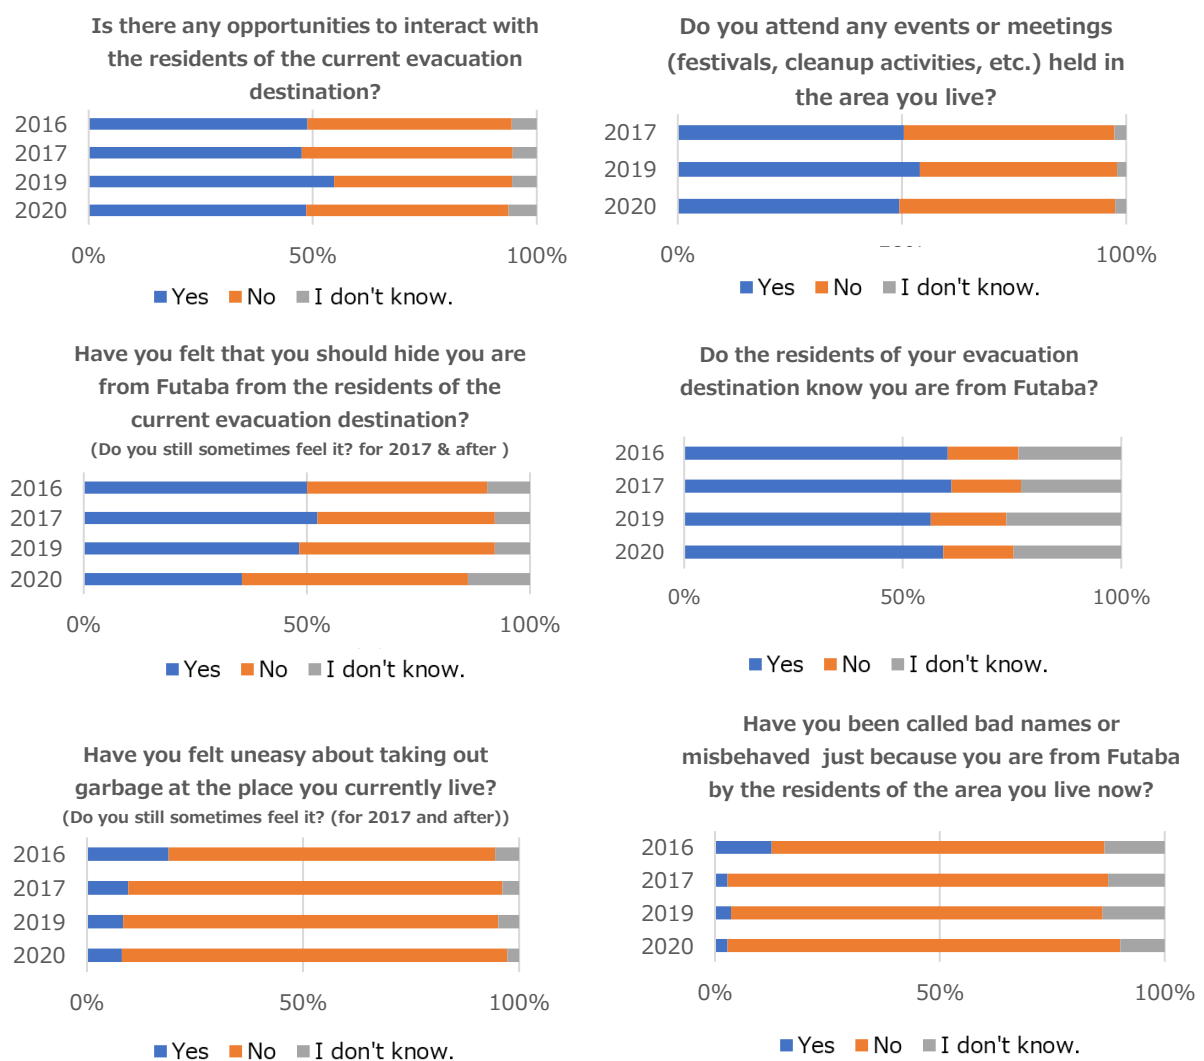 Is there any opportunities to interact with
the residents of the current evacuation
destination?
2016
2017
2019
2020
0%
50%
100%
Yes
No
I don't know.
Do you attend any events or meetings
(festivals, cleanup activities, etc.) held in
the area you live?
2017
2019
2020
0%
100%
Yes
No
I don't know.
Have you felt that you should hide you are
from Futaba from the residents of the
current evacuation destination?
(Do you still sometimes feel it? for 2017 & after )
2016
2017
2019
2020
0%
50%
100%
Yes
No
I don't know.
Do the residents of your evacuation
destination know you are from Futaba?
2016
2017
2019
2020
0%
50%
100%
Yes
No
I don't know.
Have you felt uneasy about taking out
garbage at the place you currently live?
(Do you still sometimes feel it? (for 2017 and after))
2016
2017
2019
2020
0%
50%
100%
Yes
No
I don't know.
Have you been called bad names or
misbehaved just because you are from Futaba
by the residents of the area you live now?
2016
2017
2019
2020
0%
50%
100%
Yes
No
I don't know.